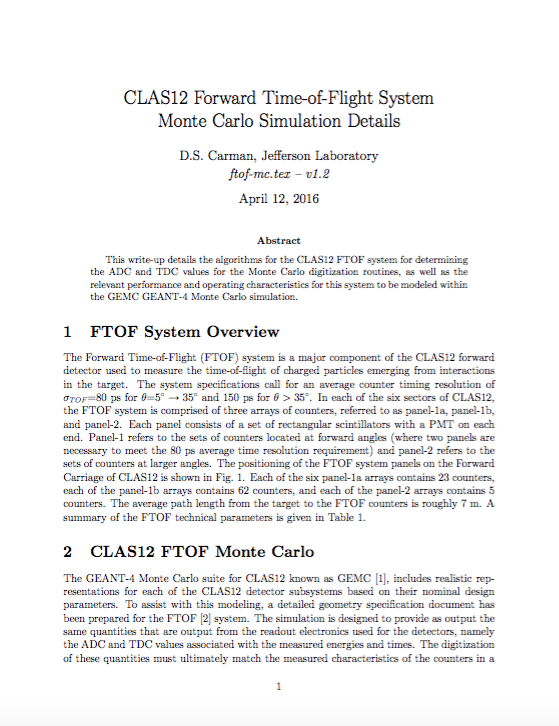 CLAS12 Forward Time-of-Flight System
Monte Carlo Simulation Details
D.S. Carman, Jefferson Laboratory
ftof-mc.tex – v1.2
April 12, 2016
Abstract
This write-up details the algorithms for the CLAS12 FTOF system for determining
the ADC and TDC values for the Monte Carlo digitization routines, as well as the
relevant performance and operating characteristics for this system to be modeled within
the GEMC GEANT-4 Monte Carlo simulation.
1 FTOF System Overview
The Forward Time-of-Flight (FTOF) system is a major component of the CLAS12 forward
detector used to measure the time-of-flight of charged particles emerging from interactions
in the target. The system specifications call for an average counter timing resolution of
σTOF=80 ps for θ=5° → 35° and 150 ps for θ > 35°. In each of the six sectors of CLAS12,
the FTOF system is comprised of three arrays of counters, referred to as panel-1a, panel-1b,
and panel-2. Each panel consists of a set of rectangular scintillators with a PMT on each
end. Panel-1 refers to the sets of counters located at forward angles (where two panels are
necessary to meet the 80 ps average time resolution requirement) and panel-2 refers to the
sets of counters at larger angles. The positioning of the FTOF system panels on the Forward
Carriage of CLAS12 is shown in Fig. 1. Each of the six panel-1a arrays contains 23 counters,
each of the panel-1b arrays contains 62 counters, and each of the panel-2 arrays contains 5
counters. The average path length from the target to the FTOF counters is roughly 7 m. A
summary of the FTOF technical parameters is given in Table 1.
2 CLAS12 FTOF Monte Carlo
The GEANT-4 Monte Carlo suite for CLAS12 known as GEMC [1], includes realistic rep-
resentations for each of the CLAS12 detector subsystems based on their nominal design
parameters. To assist with this modeling, a detailed geometry specification document has
been prepared for the FTOF [2] system. The simulation is designed to provide as output the
same quantities that are output from the readout electronics used for the detectors, namely
the ADC and TDC values associated with the measured energies and times. The digitization
of these quantities must ultimately match the measured characteristics of the counters in a
1